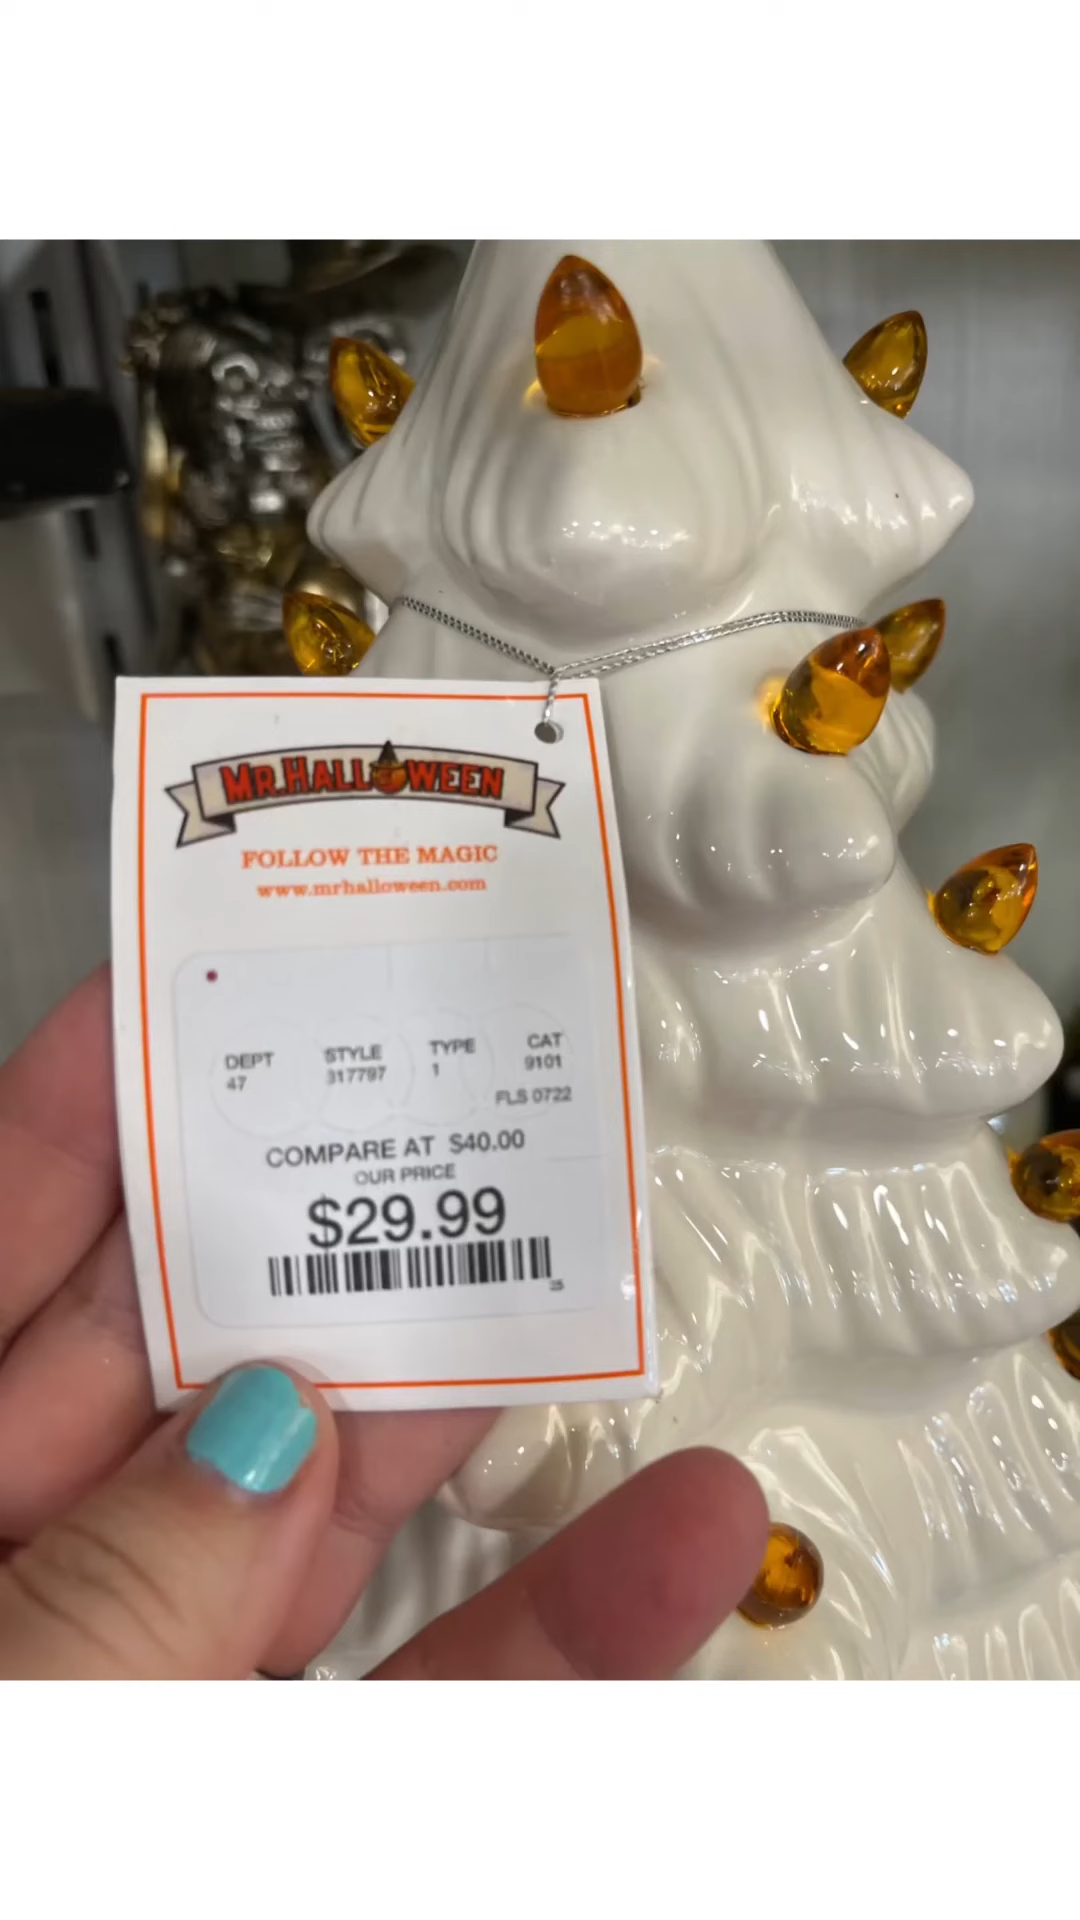 MR. HALLOWEEN
FOLLOW THE MAGIC
www.mrhalloween.com
DEPT STYLE TYPE CAT
47 317797 1 9101
FLS 0722
COMPARE AT $40.00
OUR PRICE
$29.99
25